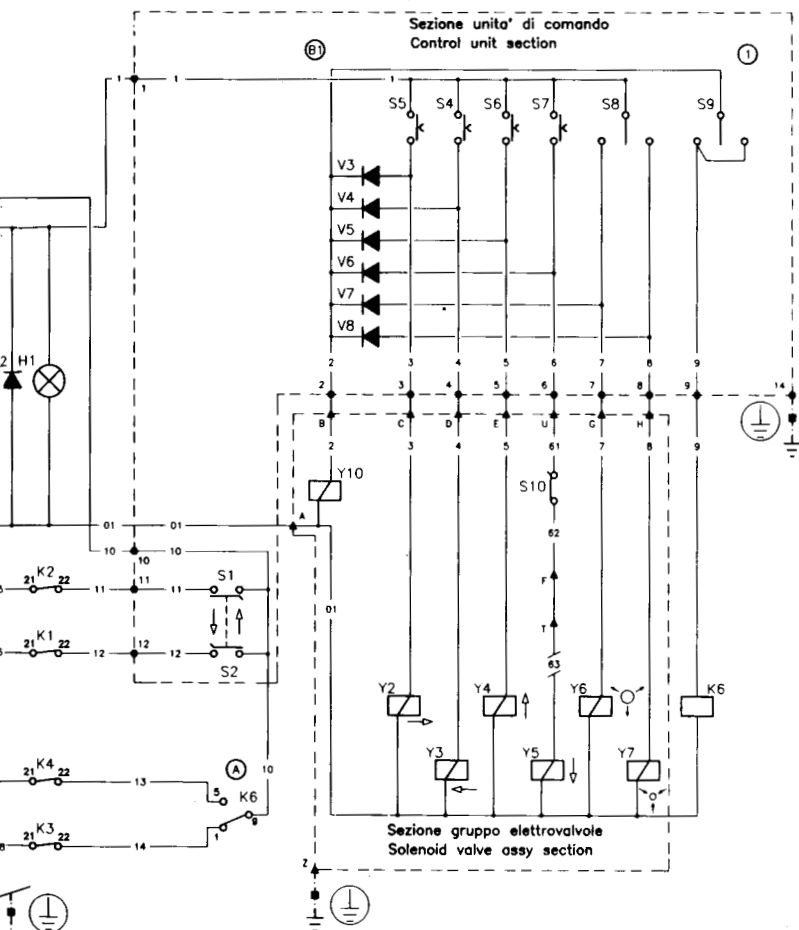 Sezione unita' di comando
Control unit section
B1
1
1 1 1
1
S5 S4 S6 S7 S8 S9
V3
V4
V5
V6
V7
V8
2 H1
2 3 4 5 6 7 8 9
2 3 4 5 6 7 8 9 14
B C D E U G H
2 3 4 5 61 7 8 9
Y10
S10
A
01 01
62
10 10
10
K2
21 22 11 11 11 S1
F
01
T
K1
21 22 12 12 12
S2
63
Y2 Y4 Y6 K6
Y3 Y5 Y7
K4
21 22 13
A 10
5 K6
1 9
K3
21 22 14
8
Sezione gruppo elettrovalvole
Solenoid valve assy section
Z